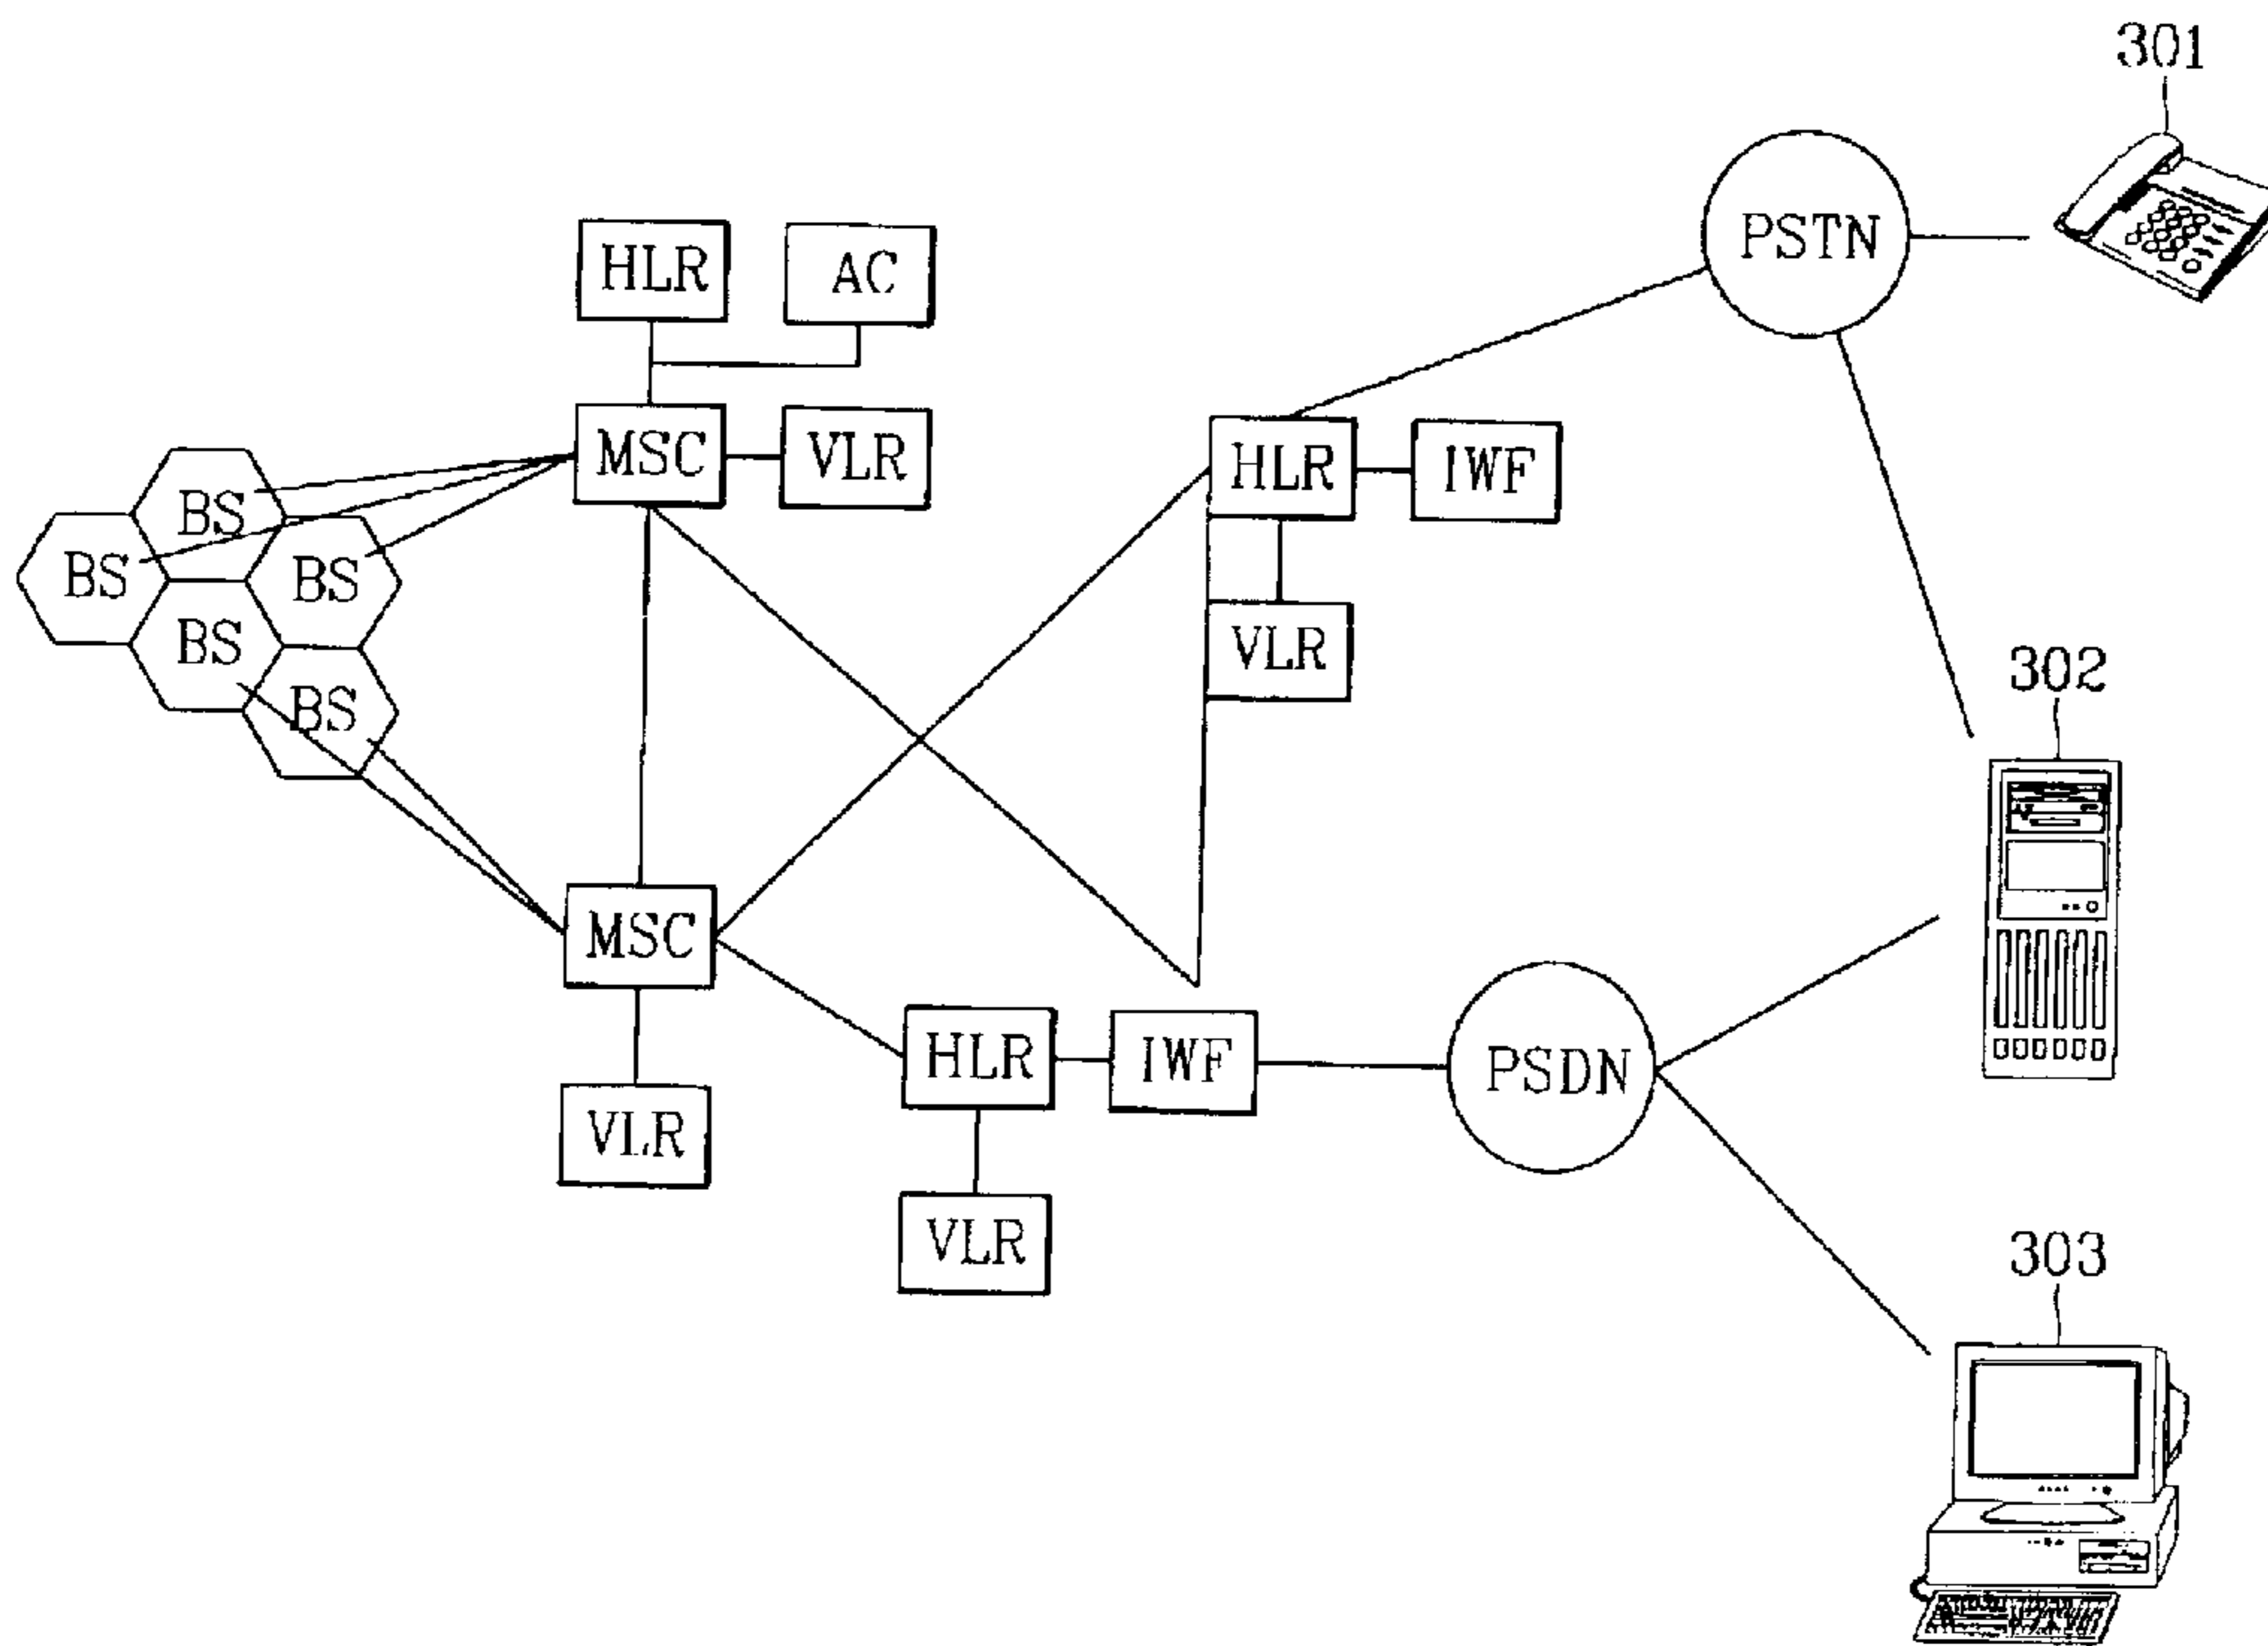 301
PSTN
HLR
AC
MSC
VLR
HLR
IWF
BS
BS
BS
BS
BS
VLR
302
MSC
HLR
IWF
PSDN
VLR
VLR
303